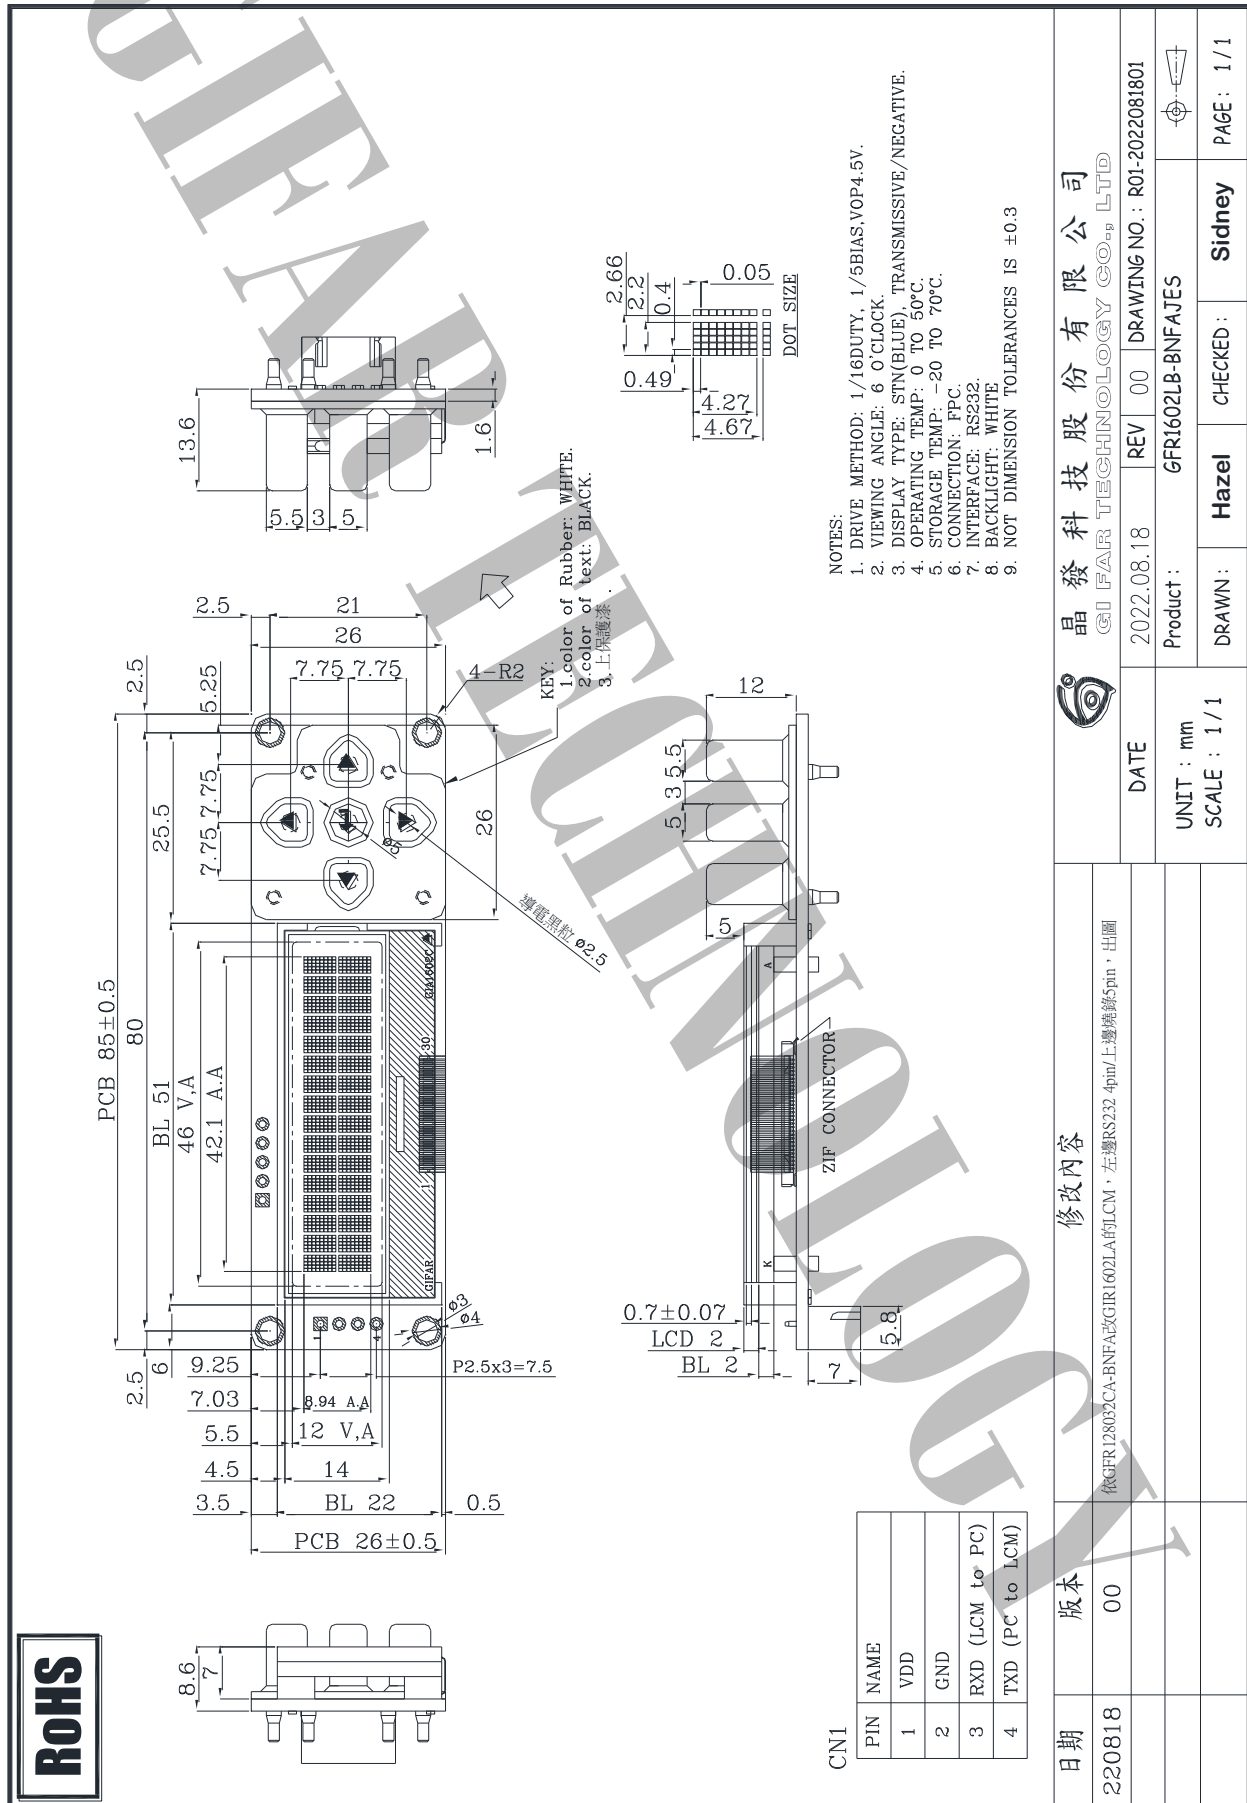 RoHS
GIFAR TECHNOLOGY
PCB 85±0.5
80
2.5
2.5
25.5
5.25
7.75
7.75
BL 51
46 V,A
42.1 A.A
6
2.5
21
26
7.75
7.75
4-R2
26
ø5
KEY:
1.color of Rubber: WHITE.
2.color of text: BLACK.
3.上保護漆 .
導電黑粒 ø2.5
GIA1602C
GIFAR
1
30
1
4
ø3
ø4
P2.5x3=7.5
9.25
7.03
8.94 A.A
5.5
12 V,A
4.5
14
3.5
BL 22
0.5
PCB 26±0.5
8.6
7
13.6
5.5
3
5
1.6
12
5
3
5.5
5
A
K
ZIF CONNECTOR
0.7±0.07
LCD 2
BL 2
7
5.8
2.66
2.2
0.4
0.05
0.49
4.27
4.67
DOT SIZE
NOTES:
1. DRIVE METHOD: 1/16DUTY, 1/5BIAS,VOP4.5V.
2. VIEWING ANGLE: 6 O'CLOCK.
3. DISPLAY TYPE: STN(BLUE), TRANSMISSIVE/NEGATIVE.
4. OPERATING TEMP: 0 TO 50°C.
5. STORAGE TEMP: -20 TO 70°C.
6. CONNECTION: FPC.
7. INTERFACE: RS232.
8. BACKLIGHT: WHITE
9. NOT DIMENSION TOLERANCES IS ±0.3
CN1
PIN NAME
1 VDD
2 GND
3 RXD (LCM to PC)
4 TXD (PC to LCM)
日期 版本 修改內容
220818 00 依GFR128032CA-BNFA改GIR1602LA的LCM，左邊RS232 4pin/上邊燒錄5pin，出圖
晶發科技股份有限公司
GI FAR TECHNOLOGY CO., LTD
DATE 2022.08.18 REV 00 DRAWING NO. : R01-2022081801
UNIT : mm
SCALE : 1/1
Product : GFR1602LB-BNFAJES
DRAWN : Hazel CHECKED : Sidney PAGE : 1/1